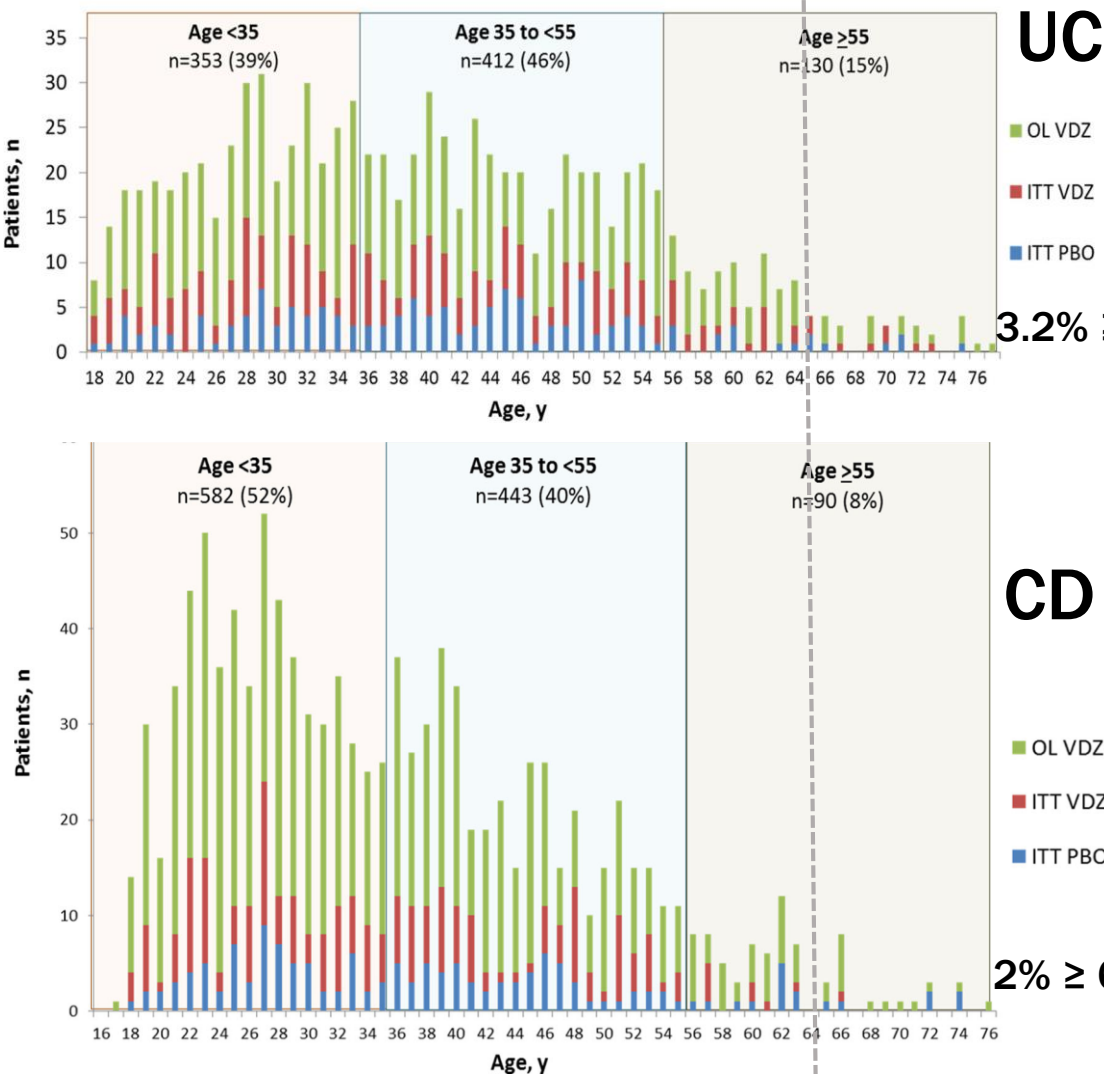 UC
Age <35
n=353 (39%)
Age 35 to <55
n=412 (46%)
Age ≥55
n=130 (15%)
Patients, n
35
30
25
20
15
10
5
0
18 20 22 24 26 28 30 32 34 36 38 40 42 44 46 48 50 52 54 56 58 60 62 64 66 68 70 72 74 76
Age, y
OL VDZ
ITT VDZ
ITT PBO
3.2%
CD
Age <35
n=582 (52%)
Age 35 to <55
n=443 (40%)
Age ≥55
n=90 (8%)
Patients, n
50
40
30
20
10
0
16 18 20 22 24 26 28 30 32 34 36 38 40 42 44 46 48 50 52 54 56 58 60 62 64 66 68 70 72 74 76
Age, y
OL VDZ
ITT VDZ
ITT PBO
2% ≥